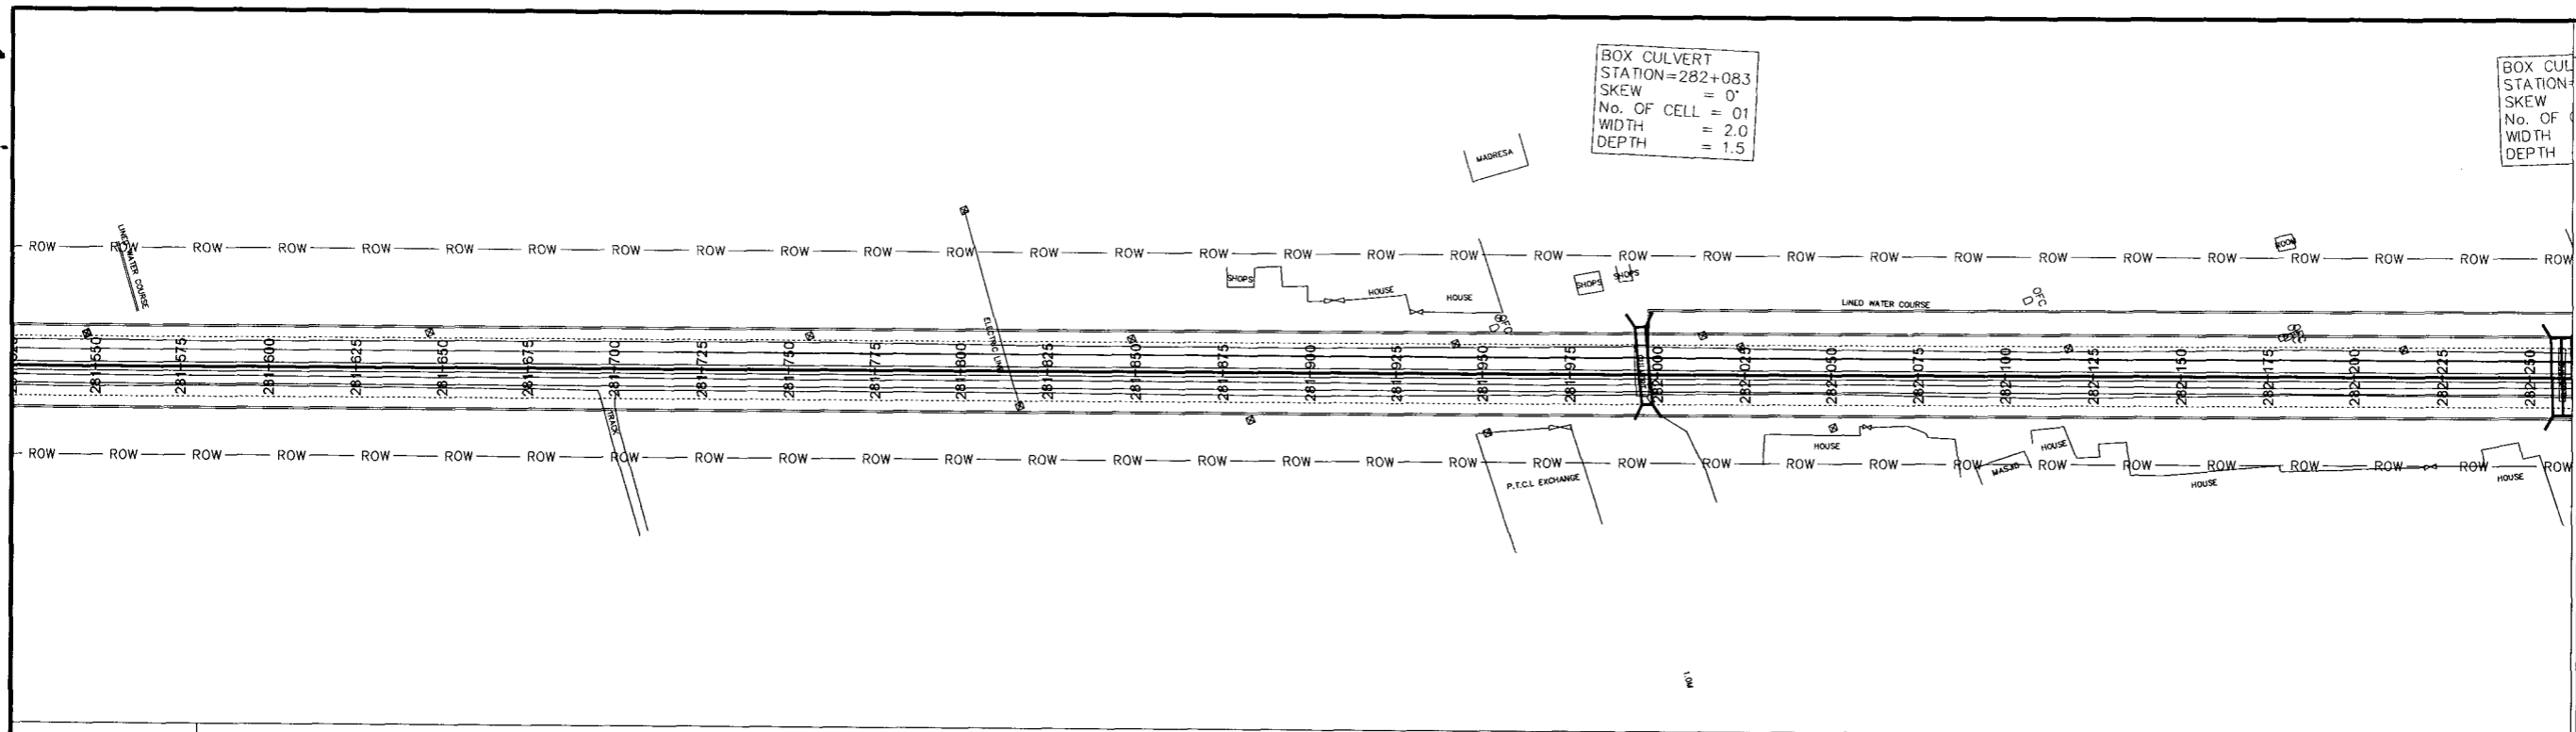 BOX CULVERT
STATION=282+083
SKEW = 0°
No. OF CELL = 01
WIDTH = 2.0
DEPTH = 1.5
BOX CUL
STATION=
SKEW
No. OF
WIDTH
DEPTH
MADRESA
LINED WATER COURSE
ROW ROW ROW ROW ROW ROW ROW ROW ROW ROW ROW ROW ROW ROW ROW ROW ROW ROW ROW ROW ROW ROW ROW ROW ROW ROW ROW ROW ROW ROW ROW
ROOM
SHOPS
HOUSE
HOUSE
SHOPS
SHOPS
OFC
LINED WATER COURSE
OFC
ELECTRIC LINE
281+550
281+575
281+600
281+625
281+650
281+675
281+700
281+725
281+750
281+775
281+800
281+825
281+850
281+875
281+900
281+925
281+950
281+975
282+000
282+025
282+050
282+075
282+100
282+125
282+150
282+175
282+200
282+225
282+250
TRACK
ROW ROW ROW ROW ROW ROW ROW ROW ROW ROW ROW ROW ROW ROW ROW ROW ROW ROW ROW ROW ROW ROW ROW ROW ROW ROW ROW ROW ROW ROW ROW
P.T.C.L EXCHANGE
HOUSE
MASJID
HOUSE
HOUSE
HOUSE
1.0M